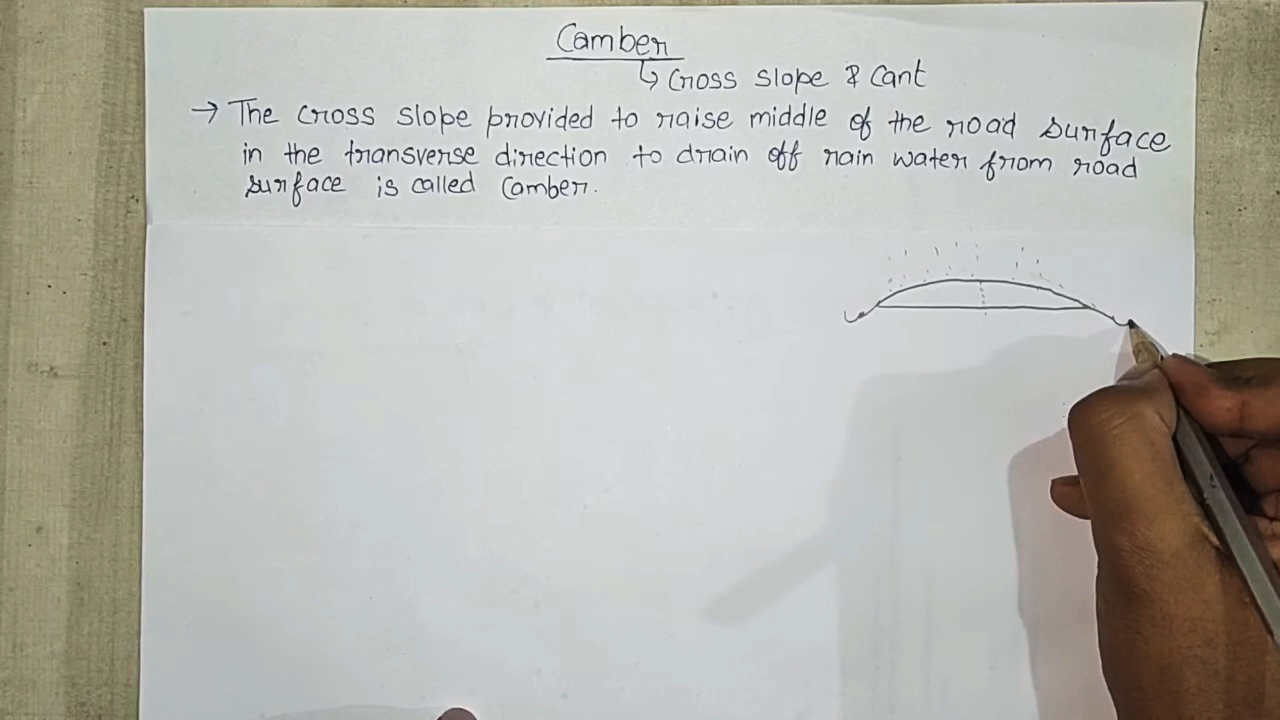 Camber
↳ Cross slope & Cant
→ The cross slope provided to raise middle of the road surface
in the transverse direction to drain off rain water from road
surface is called Camber.